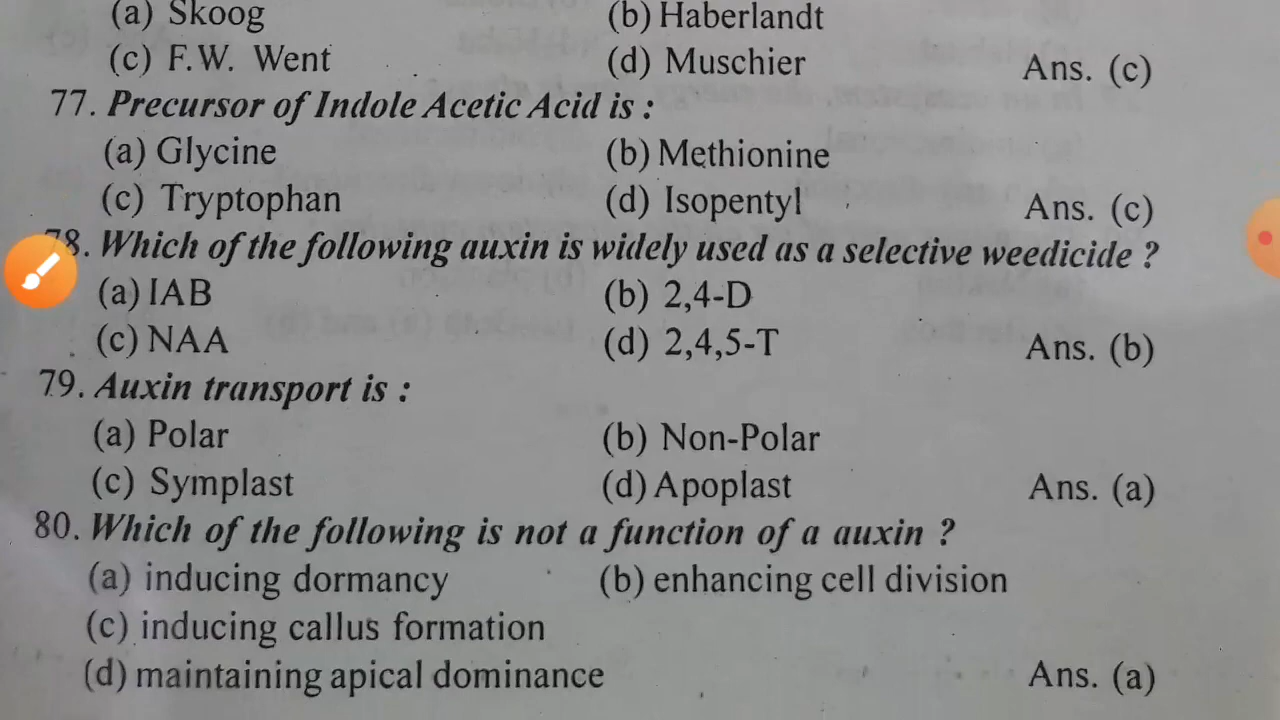 (a) Skoog (b) Haberlandt
(c) F.W. Went (d) Muschier Ans. (c)
77. Precursor of Indole Acetic Acid is :
(a) Glycine (b) Methionine
(c) Tryptophan (d) Isopentyl Ans. (c)
78. Which of the following auxin is widely used as a selective weedicide ?
(a) IAB (b) 2,4-D
(c) NAA (d) 2,4,5-T Ans. (b)
79. Auxin transport is :
(a) Polar (b) Non-Polar
(c) Symplast (d) Apoplast Ans. (a)
80. Which of the following is not a function of a auxin ?
(a) inducing dormancy (b) enhancing cell division
(c) inducing callus formation
(d) maintaining apical dominance Ans. (a)